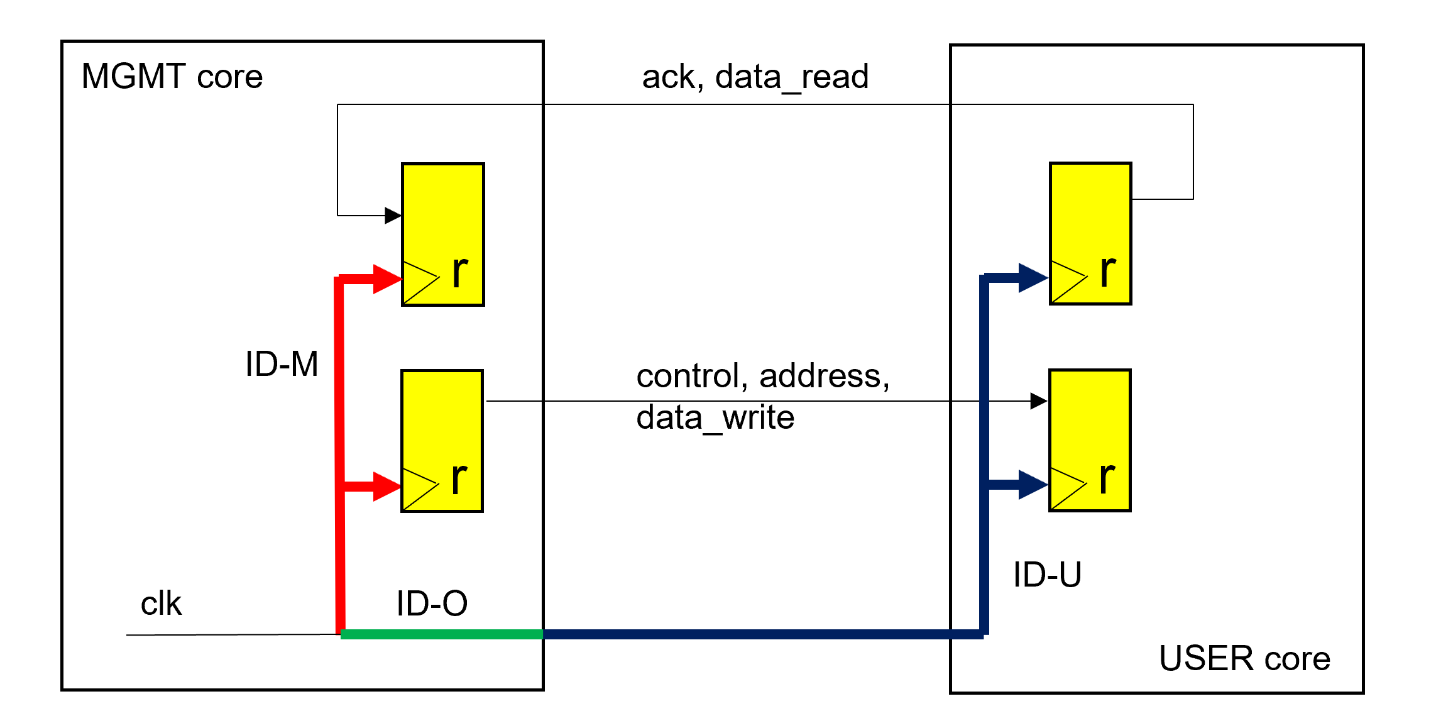 MGMT core
ack, data_read
r
r
ID-M
control, address,
data_write
r
r
clk
ID-O
ID-U
USER core